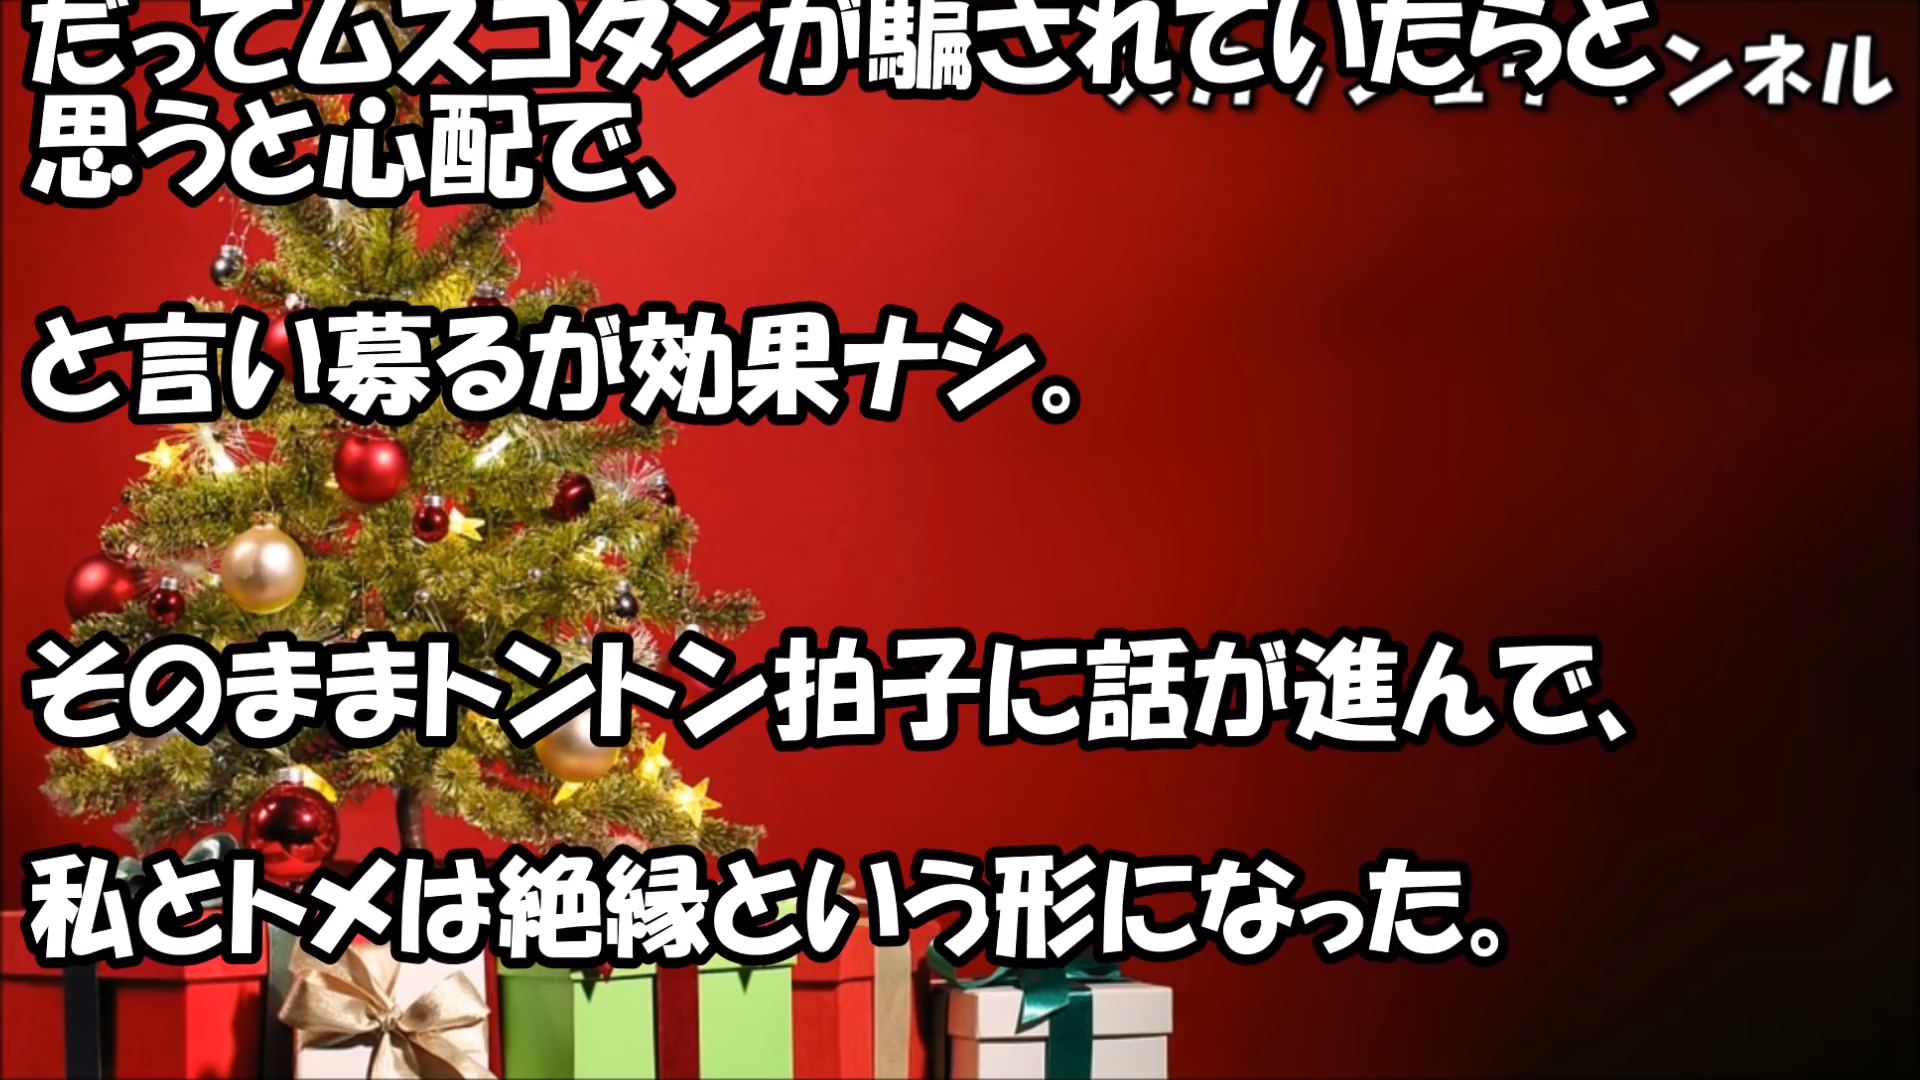 だってムスコタンが騙されていたらと
ンネル
思うと心配で、
と言い募るが効果ナシ。
そのままトントン拍子に話が進んで、
私とトメは絶縁という形になった。